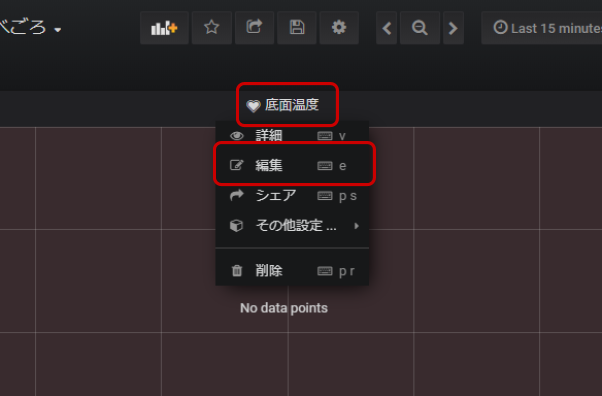 べごろ
Last 15 minute
底面温度
詳細 v
編集 e
シェア p s
その他設定 ...
削除 p r
No data points